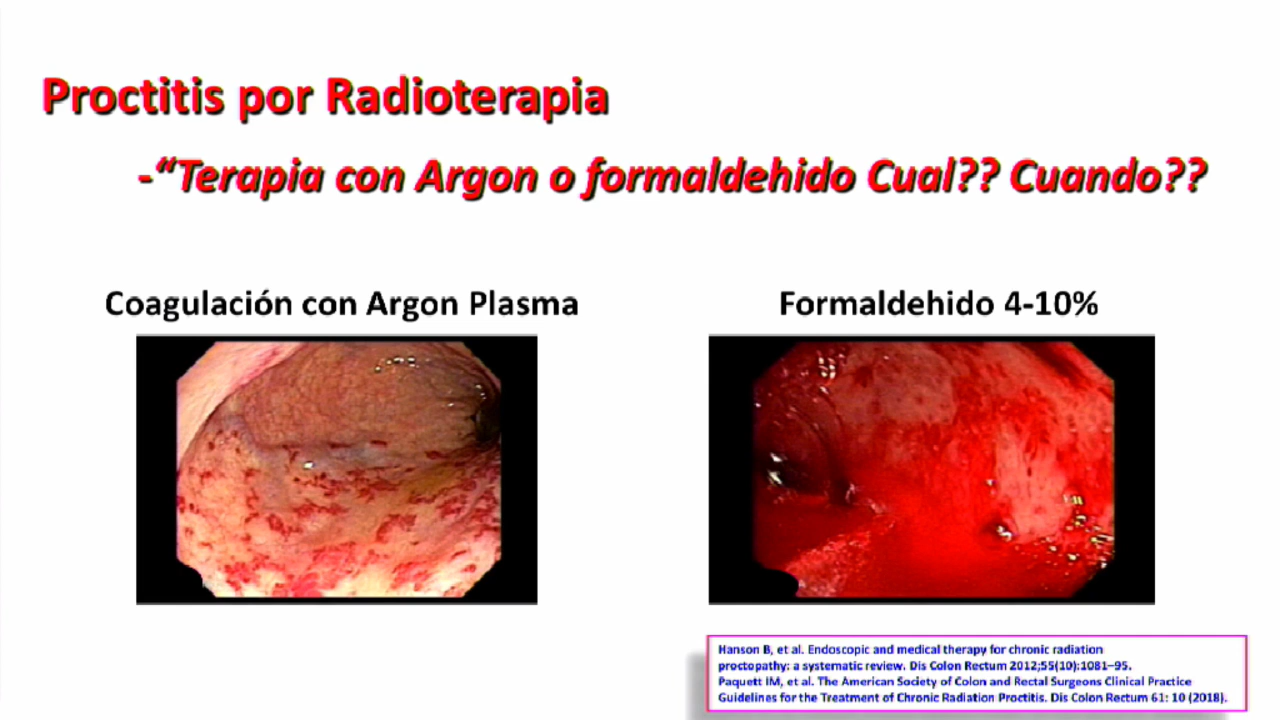 Proctitis por Radioterapia
-“Terapia con Argon o formaldehido Cual?? Cuando??
Coagulación con Argon Plasma
Formaldehido 4-10%
Hanson B, et al. Endoscopic and medical therapy for chronic radiation
proctopathy: a systematic review. Dis Colon Rectum 2012;55(10):1081–95.
Paquett IM, et al. The American Society of Colon and Rectal Surgeons Clinical Practice
Guidelines for the Treatment of Chronic Radiation Proctitis. Dis Colon Rectum 61: 10 (2018).